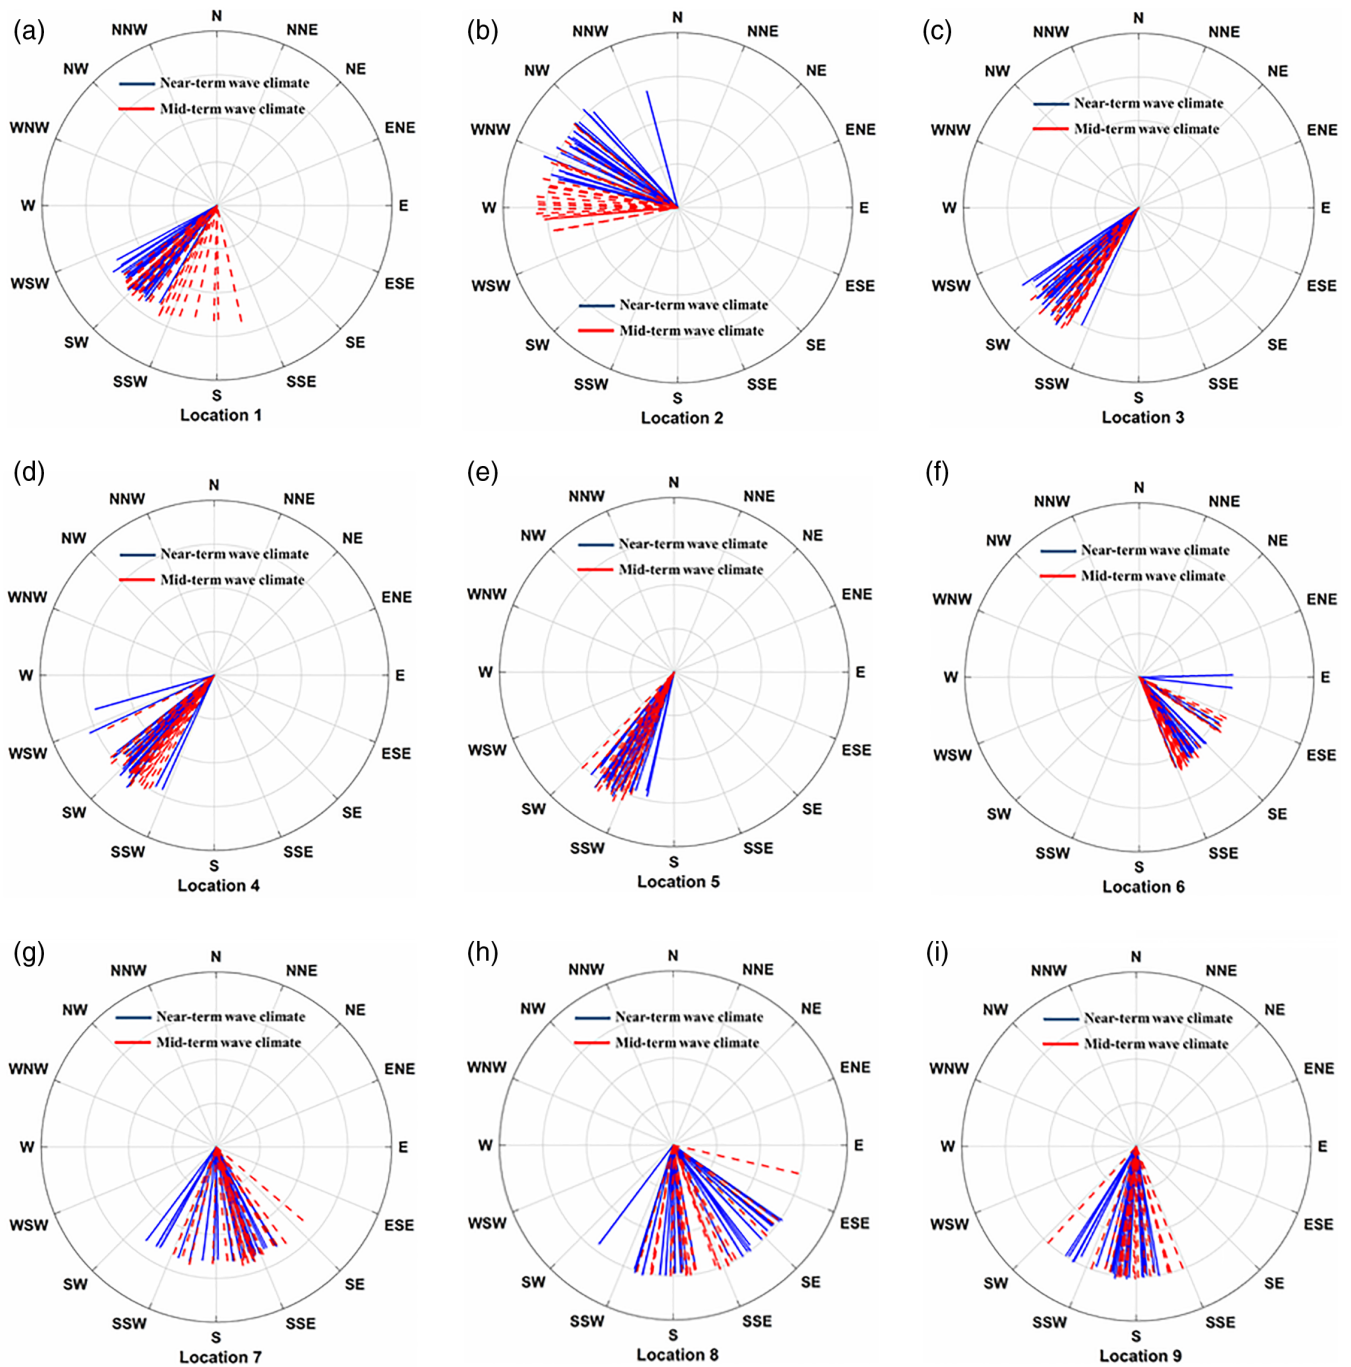 (a)
N
NNW
NNE
NW
NE
Near-term wave climate
Mid-term wave climate
WNW
ENE
W
E
WSW
ESE
SW
SE
SSW
SSE
S
Location 1
(b)
N
NNW
NNE
NW
NE
WNW
ENE
W
E
WSW
ESE
Near-term wave climate
Mid-term wave climate
SW
SE
SSW
SSE
S
Location 2
(c)
N
NNW
NNE
NW
NE
Near-term wave climate
Mid-term wave climate
WNW
ENE
W
E
WSW
ESE
SW
SE
SSW
SSE
S
Location 3
(d)
N
NNW
NNE
NW
NE
Near-term wave climate
Mid-term wave climate
WNW
ENE
W
E
WSW
ESE
SW
SE
SSW
SSE
S
Location 4
(e)
N
NNW
NNE
NW
NE
Near-term wave climate
Mid-term wave climate
WNW
ENE
W
E
WSW
ESE
SW
SE
SSW
SSE
S
Location 5
(f)
N
NNW
NNE
NW
NE
Near-term wave climate
Mid-term wave climate
WNW
ENE
W
E
WSW
ESE
SW
SE
SSW
SSE
S
Location 6
(g)
N
NNW
NNE
NW
NE
Near-term wave climate
Mid-term wave climate
WNW
ENE
W
E
WSW
ESE
SW
SE
SSW
SSE
S
Location 7
(h)
N
NNW
NNE
NW
NE
Near-term wave climate
Mid-term wave climate
WNW
ENE
W
E
WSW
ESE
SW
SE
SSW
SSE
S
Location 8
(i)
N
NNW
NNE
NW
NE
Near-term wave climate
Mid-term wave climate
WNW
ENE
W
E
WSW
ESE
SW
SE
SSW
SSE
S
Location 9